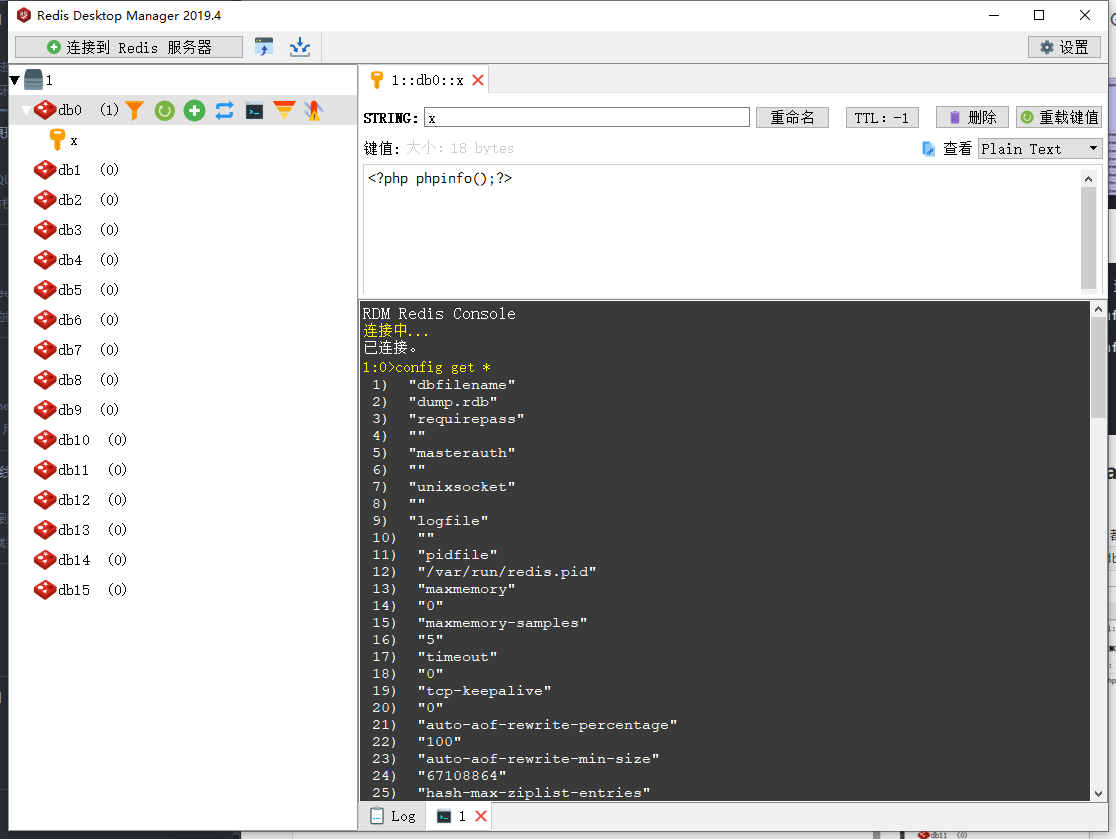 Redis Desktop Manager 2019.4
连接到 Redis 服务器
设置
1
db0 (1)
x
db1 (0)
db2 (0)
db3 (0)
db4 (0)
db5 (0)
db6 (0)
db7 (0)
db8 (0)
db9 (0)
db10 (0)
db11 (0)
db12 (0)
db13 (0)
db14 (0)
db15 (0)
1::db0::x
STRING: x 重命名 TTL: -1 删除 重载键值
键值: 大小: 18 bytes 查看 Plain Text
<?php phpinfo();?>
RDM Redis Console
连接中...
已连接。
1:0>config get *
1) "dbfilename"
2) "dump.rdb"
3) "requirepass"
4) ""
5) "masterauth"
6) ""
7) "unixsocket"
8) ""
9) "logfile"
10) ""
11) "pidfile"
12) "/var/run/redis.pid"
13) "maxmemory"
14) "0"
15) "maxmemory-samples"
16) "5"
17) "timeout"
18) "0"
19) "tcp-keepalive"
20) "0"
21) "auto-aof-rewrite-percentage"
22) "100"
23) "auto-aof-rewrite-min-size"
24) "67108864"
25) "hash-max-ziplist-entries"
Log 1
db11 (0)